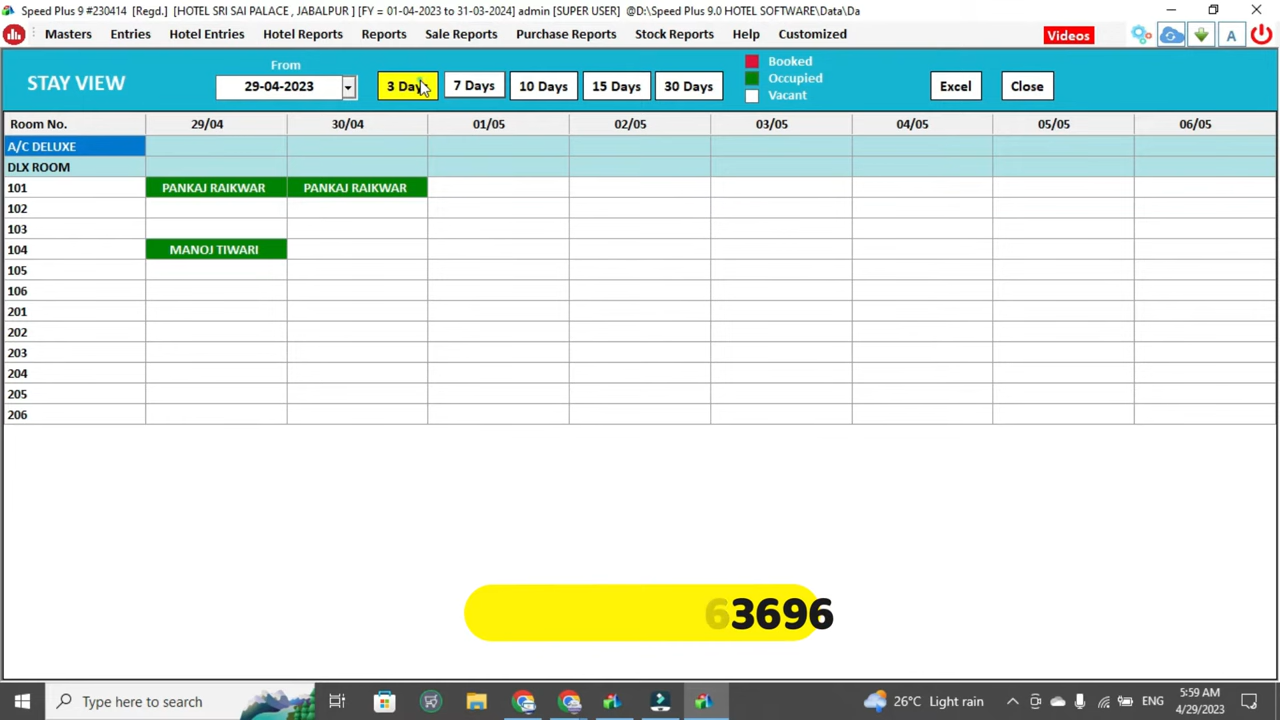 Speed Plus 9 #230414 [Regd.] [HOTEL SRI SAI PALACE , JABALPUR ] [FY = 01-04-2023 to 31-03-2024] admin [SUPER USER] @D:\Speed Plus 9.0 HOTEL SOFTWARE\Data\Da
Masters Entries Hotel Entries Hotel Reports Reports Sale Reports Purchase Reports Stock Reports Help Customized Videos A
STAY VIEW
From
29-04-2023
3 Days 7 Days 10 Days 15 Days 30 Days
Booked
Occupied
Vacant
Excel Close
Room No. 29/04 30/04 01/05 02/05 03/05 04/05 05/05 06/05
A/C DELUXE
DLX ROOM
101 PANKAJ RAIKWAR PANKAJ RAIKWAR
102
103
104 MANOJ TIWARI
105
106
201
202
203
204
205
206
63696
Type here to search
26°C Light rain
ENG
5:59 AM
4/29/2023